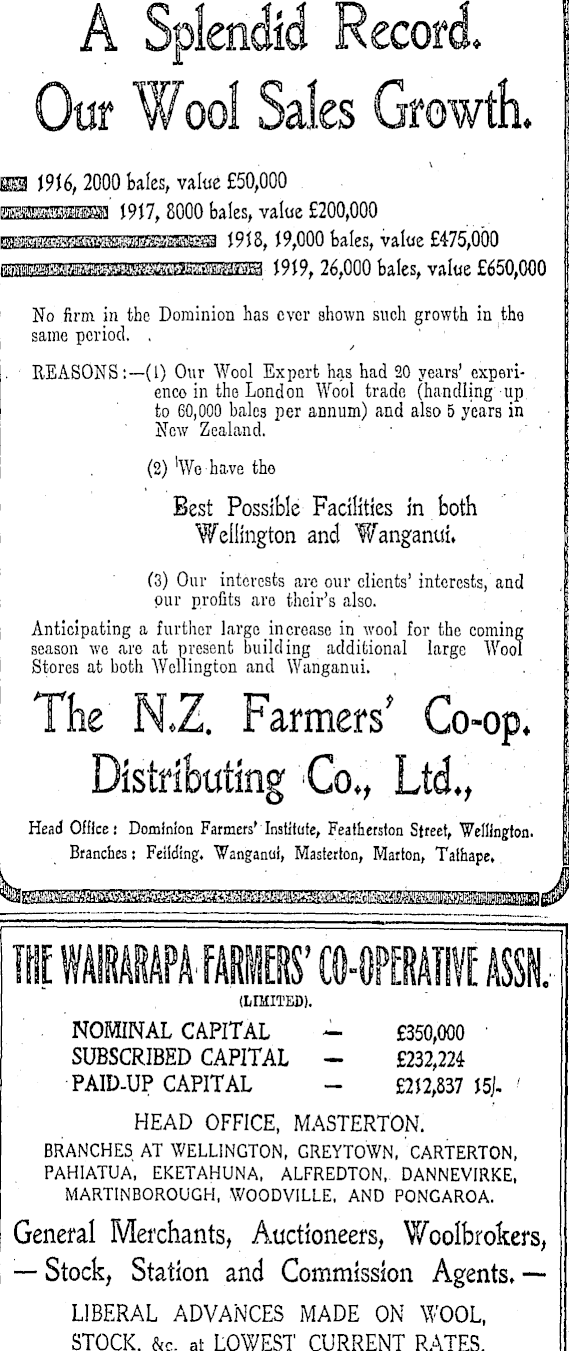 A Splendid Record.
Our Wool Sales Growth.
1916, 2000 bales, value £50,000
1917, 8000 bales, value £200,000
1918, 19,000 bales, value £475,000
1919, 26,000 bales, value £650,000
No firm in the Dominion has ever shown such growth in the
same period.
REASONS:—(1) Our Wool Expert has had 20 years' experi-
ence in the London Wool trade (handling up
to 60,000 bales per annum) and also 5 years in
New Zealand.
(2) We have the
Best Possible Facilities in both
Wellington and Wanganui.
(3) Our interests are our clients' interests, and
our profits are their's also.
Anticipating a further large increase in wool for the coming
season we are at present building additional large Wool
Stores at both Wellington and Wanganui.
The N.Z. Farmers' Co-op.
Distributing Co., Ltd.,
Head Office: Dominion Farmers' Institute, Featherston Street, Wellington.
Branches: Feilding, Wanganui, Masterton, Marton, Taihape.
THE WAIRARAPA FARMERS' CO-OPERATIVE ASSN.
(LIMITED).
NOMINAL CAPITAL — £350,000
SUBSCRIBED CAPITAL — £232,224
PAID-UP CAPITAL — £212,837 15/-
HEAD OFFICE, MASTERTON.
BRANCHES AT WELLINGTON, GREYTOWN, CARTERTON,
PAHIATUA, EKETAHUNA, ALFREDTON, DANNEVIRKE,
MARTINBOROUGH, WOODVILLE, AND PONGAROA.
General Merchants, Auctioneers, Woolbrokers,
— Stock, Station and Commission Agents. —
LIBERAL ADVANCES MADE ON WOOL,
STOCK, &c. at LOWEST CURRENT RATES.